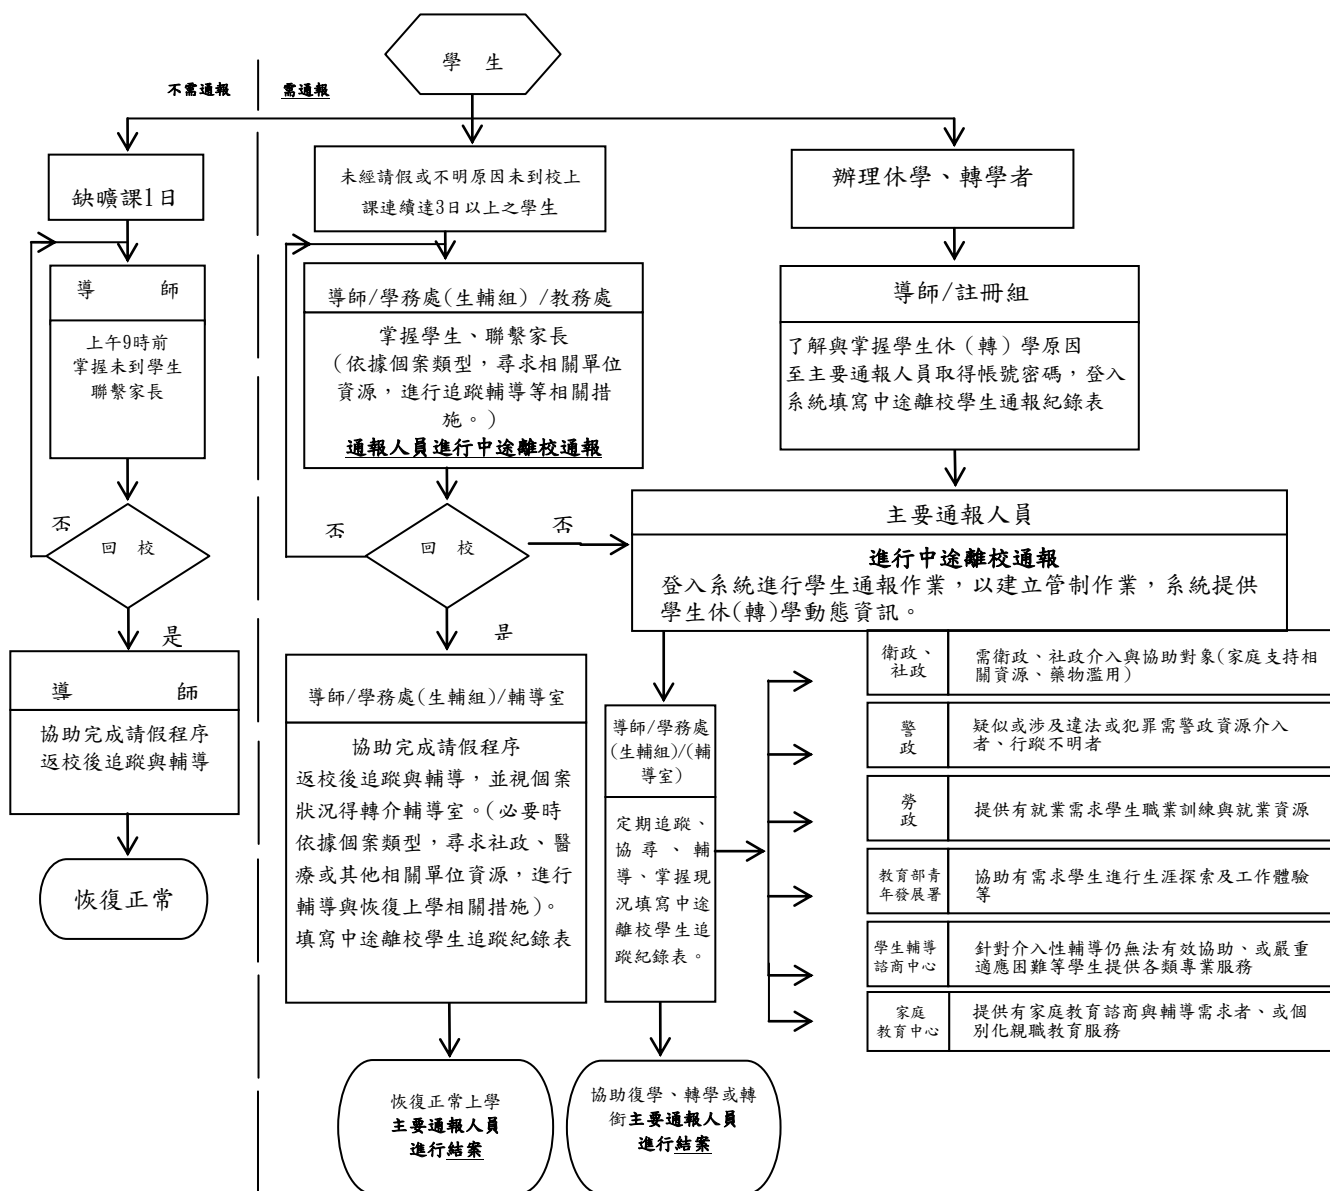 學 生
不需通報
需通報
缺曠課1日
導 師
上午9時前
掌握未到學生
聯繫家長
否
回 校
是
導 師
協助完成請假程序
返校後追蹤與輔導
恢復正常
未經請假或不明原因未到校上
課連續達3日以上之學生
導師/學務處(生輔組) /教務處
掌握學生、聯繫家長
(依據個案類型，尋求相關單位
資源，進行追蹤輔導等相關措
施。)
通報人員進行中途離校通報
否
回 校
否
是
導師/學務處(生輔組)/輔導室
協助完成請假程序
返校後追蹤與輔導，並視個案
狀況得轉介輔導室。(必要時
依據個案類型，尋求社政、醫
療或其他相關單位資源，進行
輔導與恢復上學相關措施)。
填寫中途離校學生追蹤紀錄表
恢復正常上學
主要通報人員
進行結案
辦理休學、轉學者
導師/註冊組
了解與掌握學生休（轉）學原因
至主要通報人員取得帳號密碼，登入
系統填寫中途離校學生通報紀錄表
主要通報人員
進行中途離校通報
登入系統進行學生通報作業，以建立管制作業，系統提供
學生休(轉)學動態資訊。
導師/學務處
(生輔組)/(輔
導室)
定期追蹤、
協尋、輔
導、掌握現
況填寫中途
離校學生追
蹤紀錄表。
協助復學、轉學或轉
銜主要通報人員
進行結案
衛政、
社政
需衛政、社政介入與協助對象(家庭支持相
關資源、藥物濫用)
警
政
疑似或涉及違法或犯罪需警政資源介入
者、行蹤不明者
勞
政
提供有就業需求學生職業訓練與就業資源
教育部青
年發展署
協助有需求學生進行生涯探索及工作體驗
等
學生輔導
諮商中心
針對介入性輔導仍無法有效協助、或嚴重
適應困難等學生提供各類專業服務
家庭
教育中心
提供有家庭教育諮商與輔導需求者、或個
別化親職教育服務